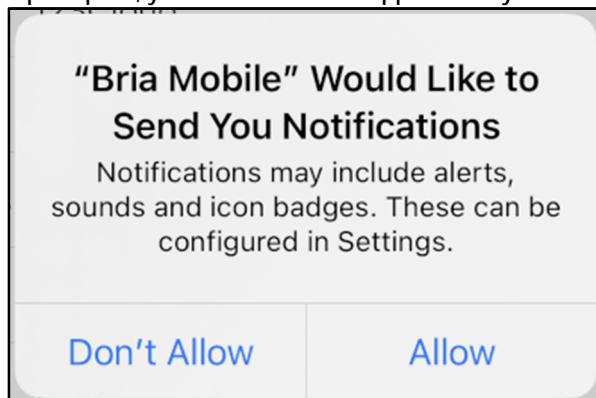 “Bria Mobile” Would Like to
Send You Notifications
Notifications may include alerts,
sounds and icon badges. These can be
configured in Settings.
Don’t Allow
Allow